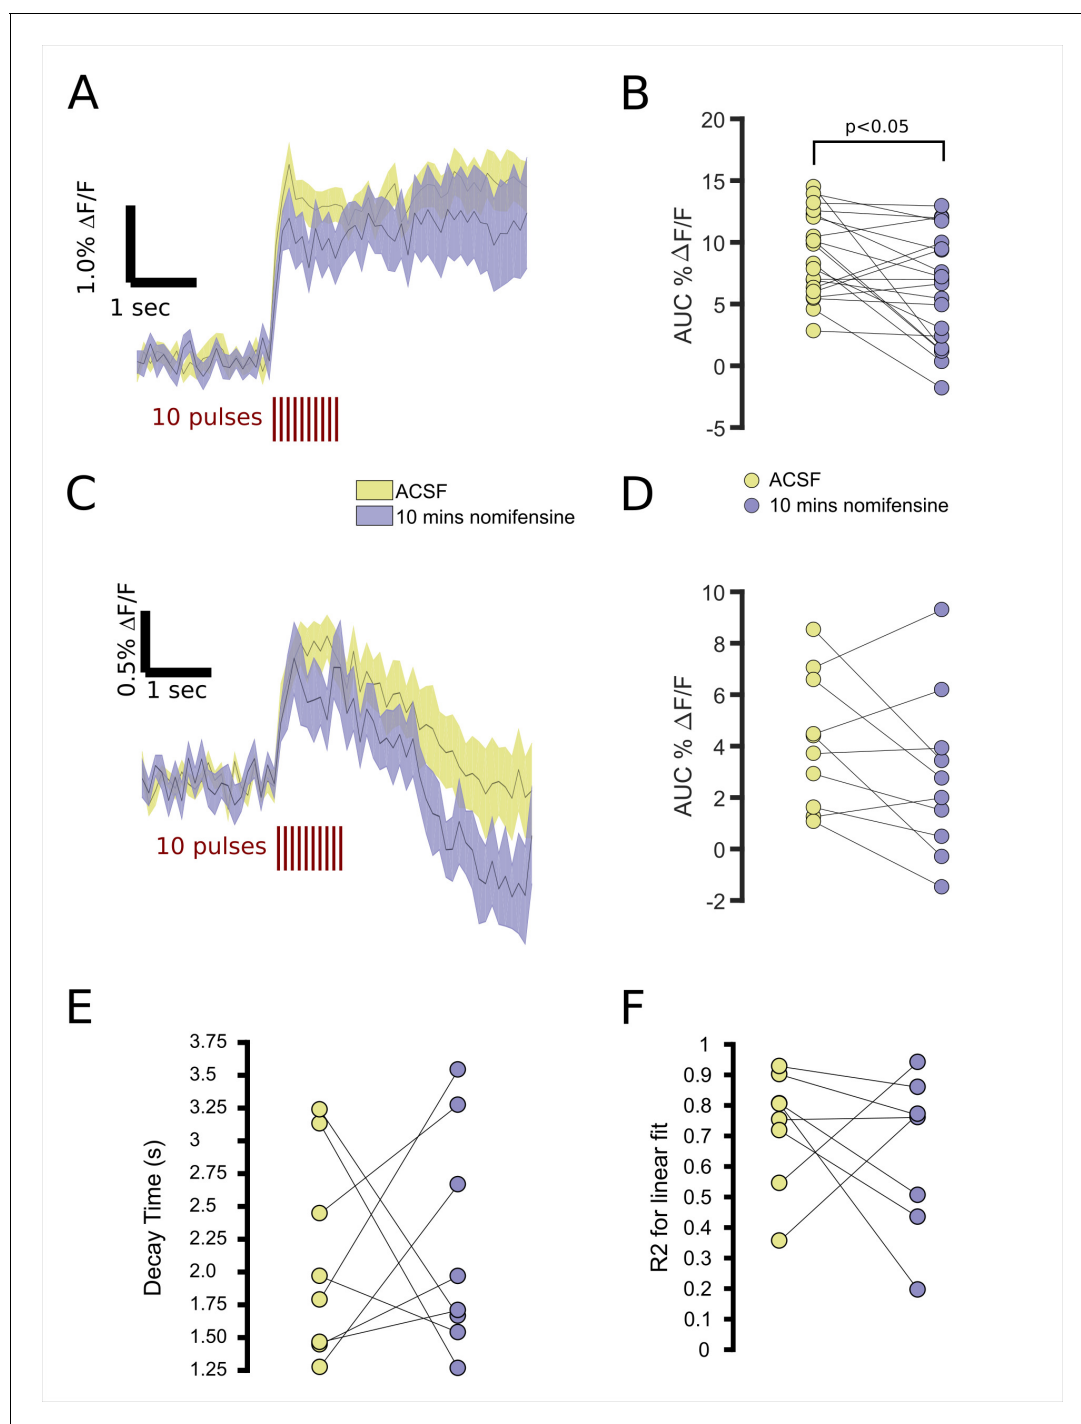 A
1.0% ΔF/F
1 sec
10 pulses
B
AUC % ΔF/F
20
15
10
5
0
-5
p<0.05
C
ACSF
10 mins nomifensine
0.5% ΔF/F
1 sec
10 pulses
D
ACSF
10 mins nomifensine
AUC % ΔF/F
10
8
6
4
2
0
-2
E
Decay Time (s)
3.75
3.5
3.25
3
2.75
2.5
2.25
2.0
1.75
1.50
1.25
F
R2 for linear fit
1
0.9
0.8
0.7
0.6
0.5
0.4
0.3
0.2
0.1
0